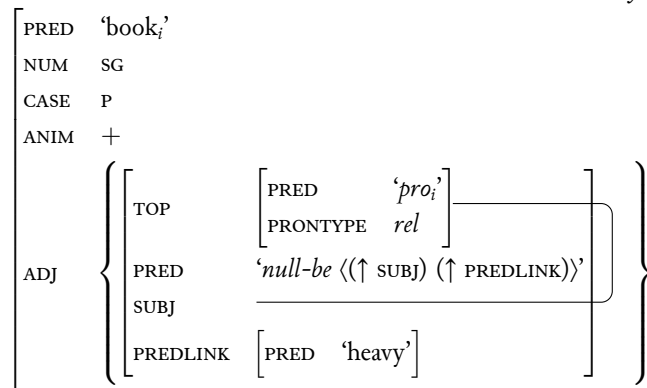 PRED ‘book_i’
NUM SG
CASE P
ANIM +
ADJ
TOP
PRED ‘pro_i’
PRONTYPE rel
PRED ‘null-be ⟨(↑ SUBJ) (↑ PREDLINK)⟩’
SUBJ
PREDLINK
PRED ‘heavy’